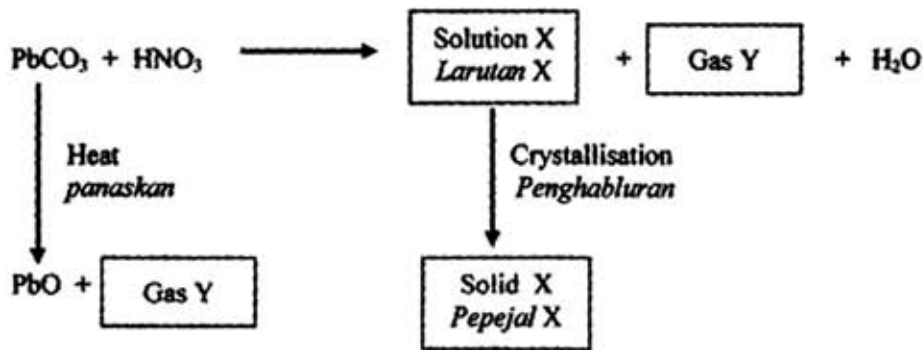 PbCO₃ + HNO₃
Solution X
Larutan X
+
Gas Y
+ H₂O
Heat
panaskan
Crystallisation
Penghabluran
PbO +
Gas Y
Solid X
Pepejal X